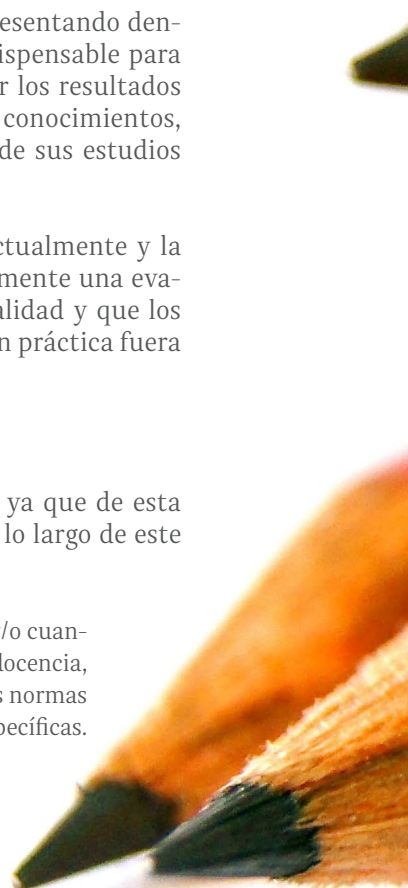 esentando den-
ispensable para
r los resultados
conocimientos,
de sus estudios
ctualmente y la
mente una eva-
alidad y que los
n práctica fuera
ya que de esta
lo largo de este
/o cuan-
docencia,
s normas
pecíficas.